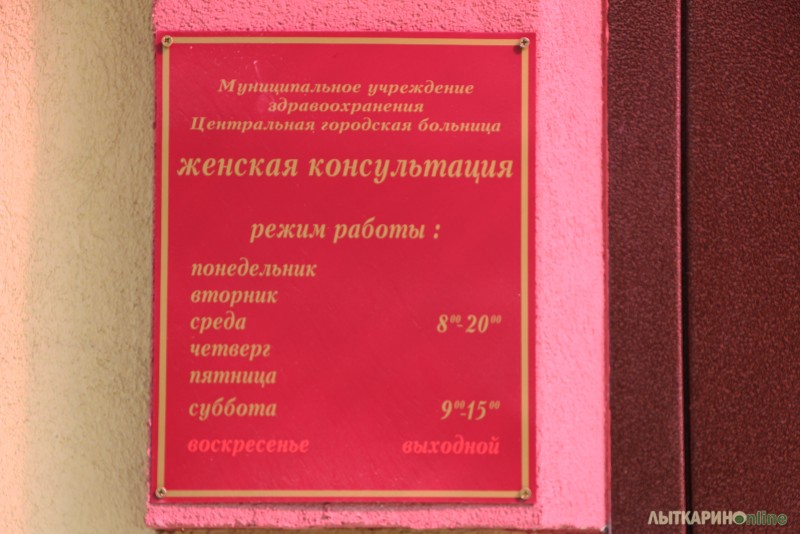 Муниципальное учреждение
здравоохранения
Центральная городская больница
женская консультация
режим работы :
понедельник
вторник
среда 8⁰⁰-20⁰⁰
четверг
пятница
суббота 9⁰⁰-15⁰⁰
воскресенье выходной
ЛЫТКАРИНОonline